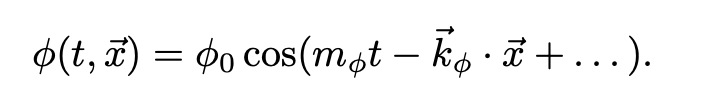 ϕ(t, x⃗) = ϕ₀ cos(m_ϕ t − k⃗_ϕ · x⃗ + . . . ).